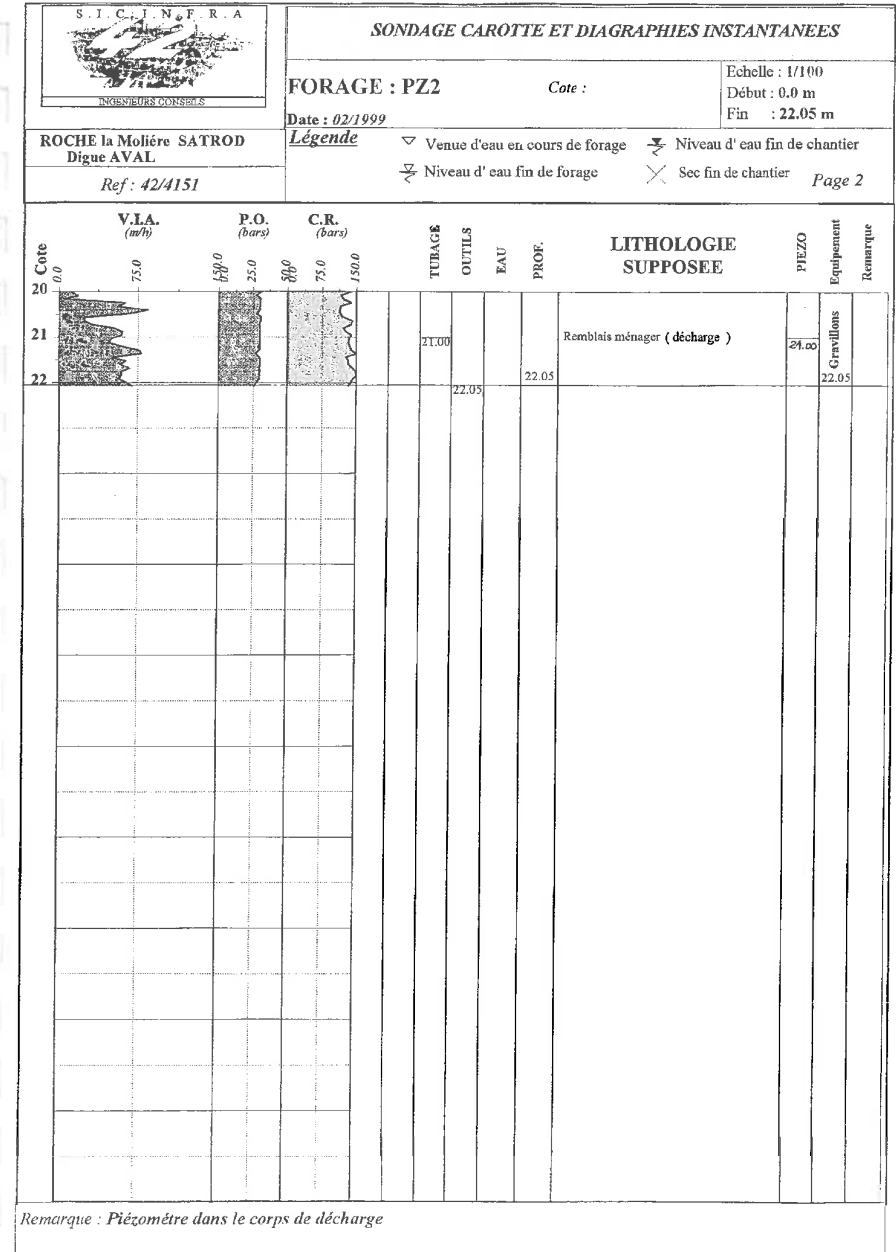 S.I.C.I.N.F.R.A
INGENIEURS CONSEILS
SONDAGE CAROTTE ET DIAGRAPHIES INSTANTANEES
FORAGE : PZ2
Cote :
Date : 02/1999
Echelle : 1/100
Début : 0.0 m
Fin : 22.05 m
ROCHE la Moliére SATROD
Digue AVAL
Ref : 42/4151
Légende
Venue d'eau en cours de forage
Niveau d' eau fin de chantier
Niveau d' eau fin de forage
Sec fin de chantier
Page 2
Cote
V.I.A.
(m/h)
0.0 75.0 150.0
P.O.
(bars)
0.0 25.0 50.0
C.R.
(bars)
0.0 75.0 150.0
TUBAGE
OUTILS
EAU
PROF.
LITHOLOGIE
SUPPOSEE
PIEZO
Equipement
Remarque
20
21
22
21.00
22.05
22.05
Remblais ménager ( décharge )
21.00
Gravillons
22.05
Remarque : Piézométre dans le corps de décharge